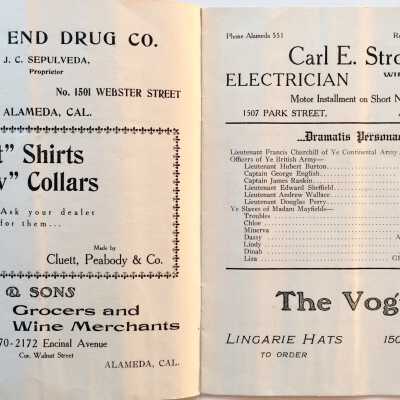 END DRUG CO.
J. C. SEPULVEDA,
Proprietor
No. 1501 WEBSTER STREET
ALAMEDA, CAL.
t” Shirts
” Collars
Ask your dealer
for them...
Made by
Cluett, Peabody & Co.
& SONS
Grocers and
Wine Merchants
70-2172 Encinal Avenue
Cor. Walnut Street
ALAMEDA, CAL.
Phone Alameda 551
Carl E. Stro
ELECTRICIAN
Motor Installment on Short N
1507 PARK STREET,
...Dramatis Persona
Lieutenant Francis Churchill of Ye Continental Army
Officers of Ye British Army—
Lieutenant Hubert Burton
Captain George English
Captain James Raskin
Lieutenant Edward Sheffield
Lieutenant Andrew Wallace
Lieutenant Douglas Perry
Ye Slaves of Madam Mayfields—
Troubles
Chloe
Minerva
Dassy
Lindy
Dinah
Liza
The Vog
LINGARIE HATS
TO ORDER
150